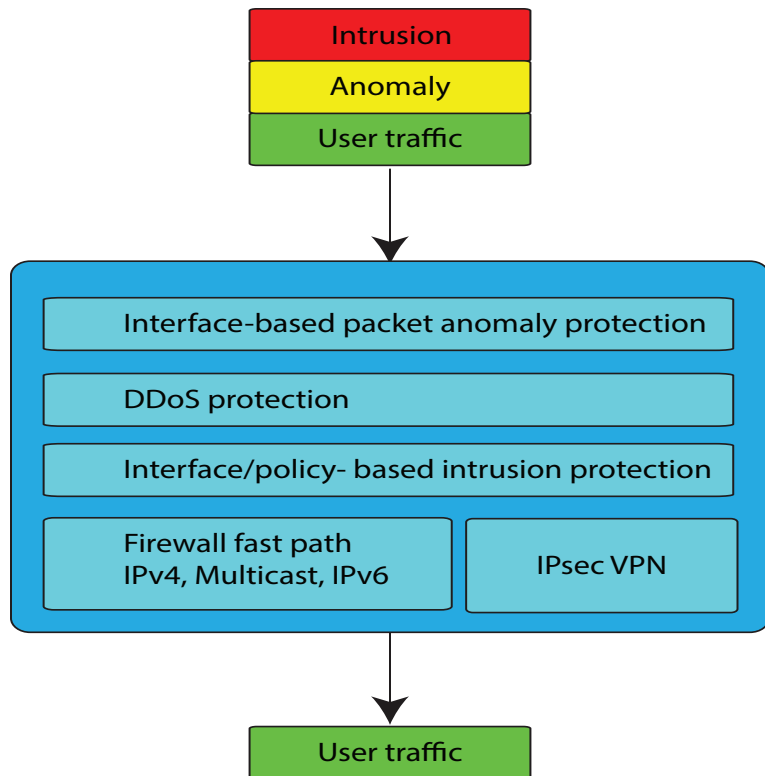 Intrusion
Anomaly
User traffic
Interface-based packet anomaly protection
DDoS protection
Interface/policy- based intrusion protection
Firewall fast path
IPv4, Multicast, IPv6
IPsec VPN
User traffic